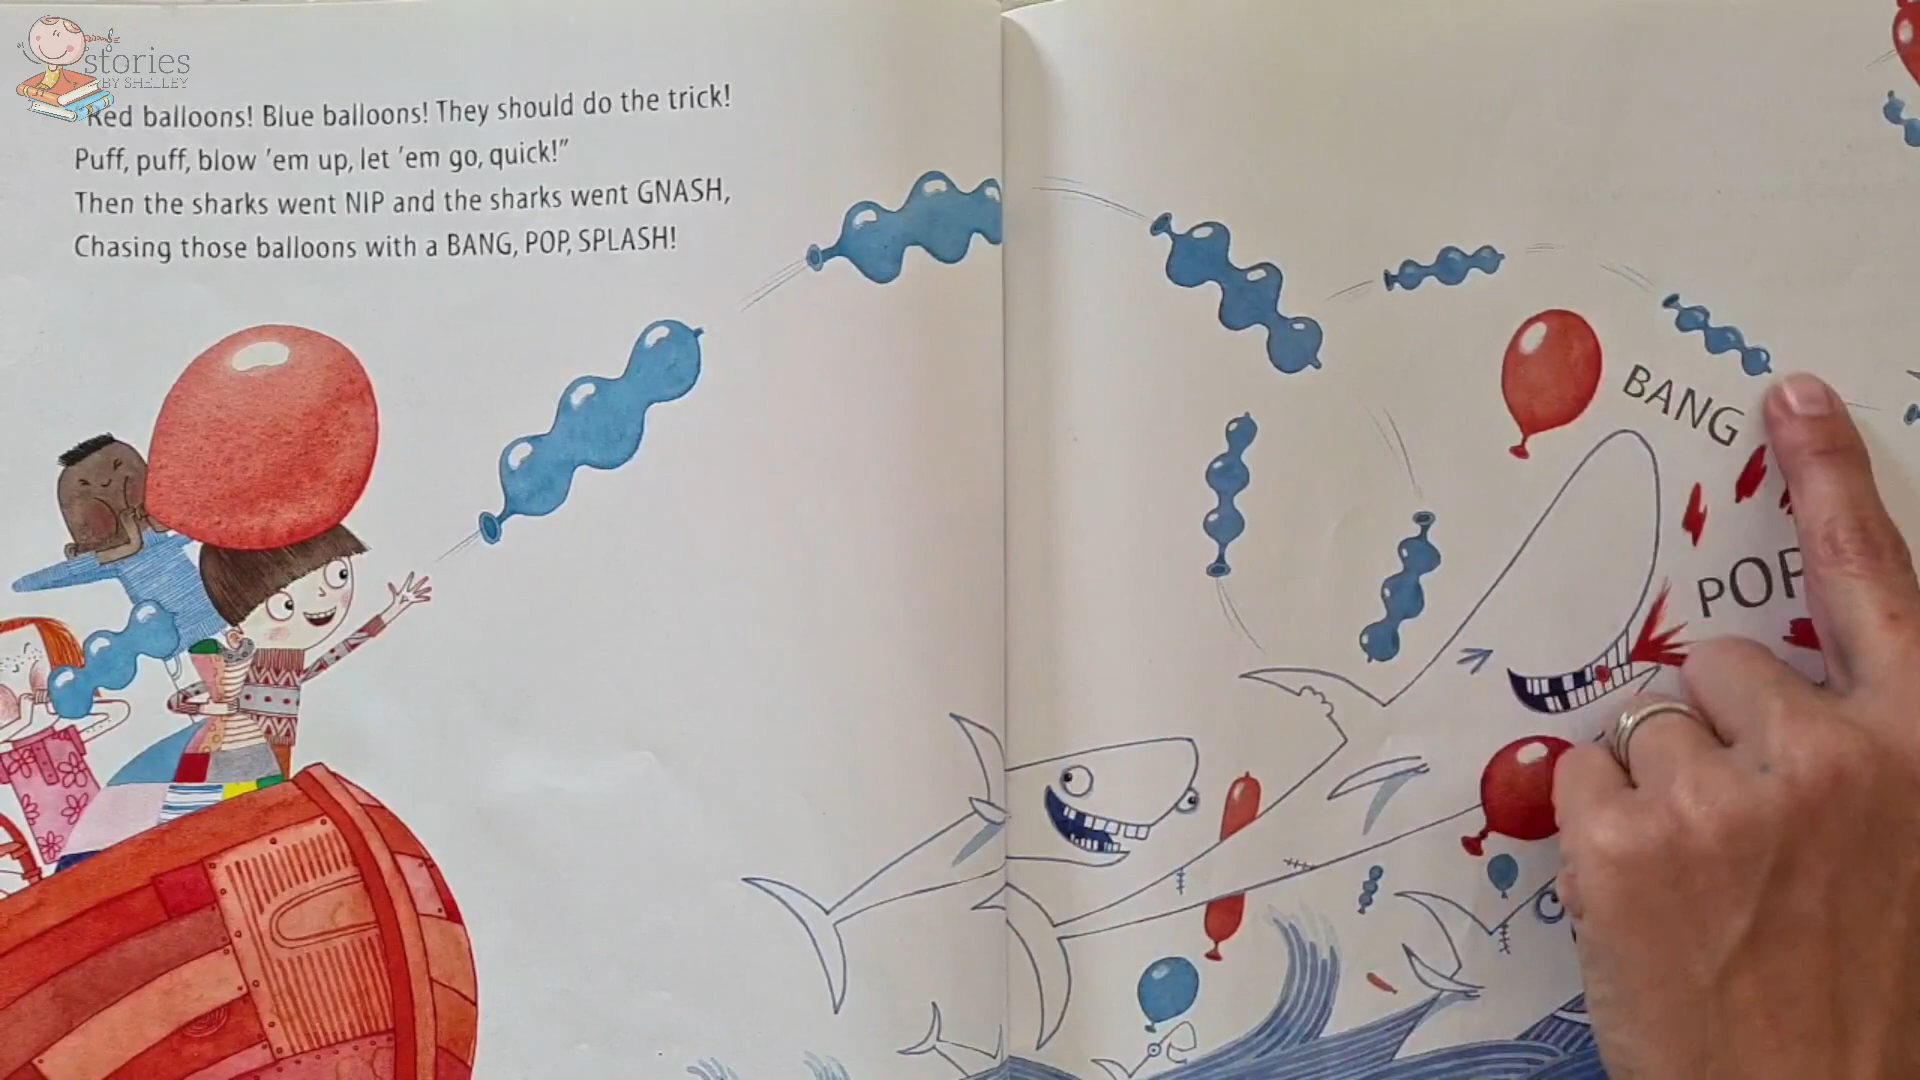 stories
BY SHELLEY
"Red balloons! Blue balloons! They should do the trick!
Puff, puff, blow 'em up, let 'em go, quick!"
Then the sharks went NIP and the sharks went GNASH,
Chasing those balloons with a BANG, POP, SPLASH!
BANG
POP